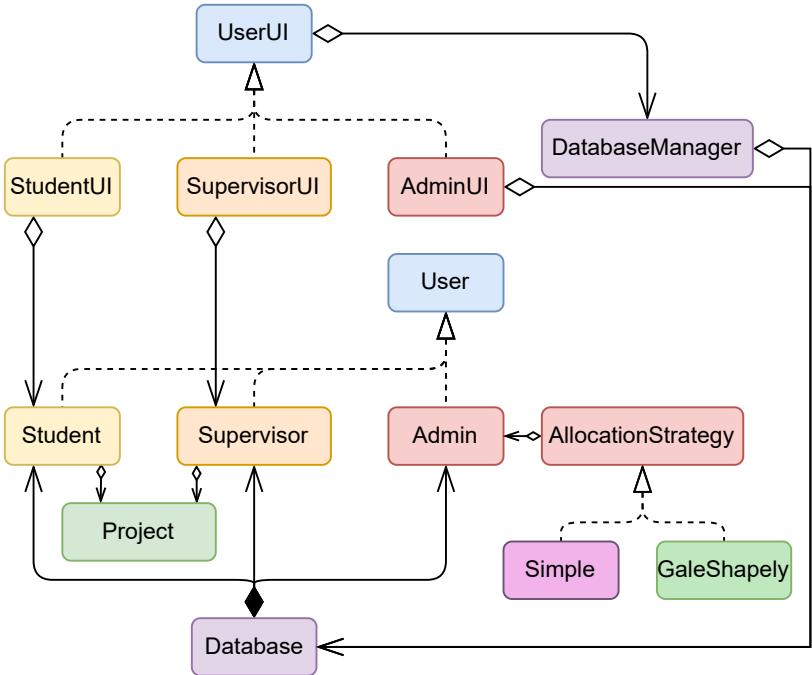 UserUI
DatabaseManager
StudentUI
SupervisorUI
AdminUI
User
Student
Supervisor
Admin
AllocationStrategy
Project
Simple
GaleShapely
Database